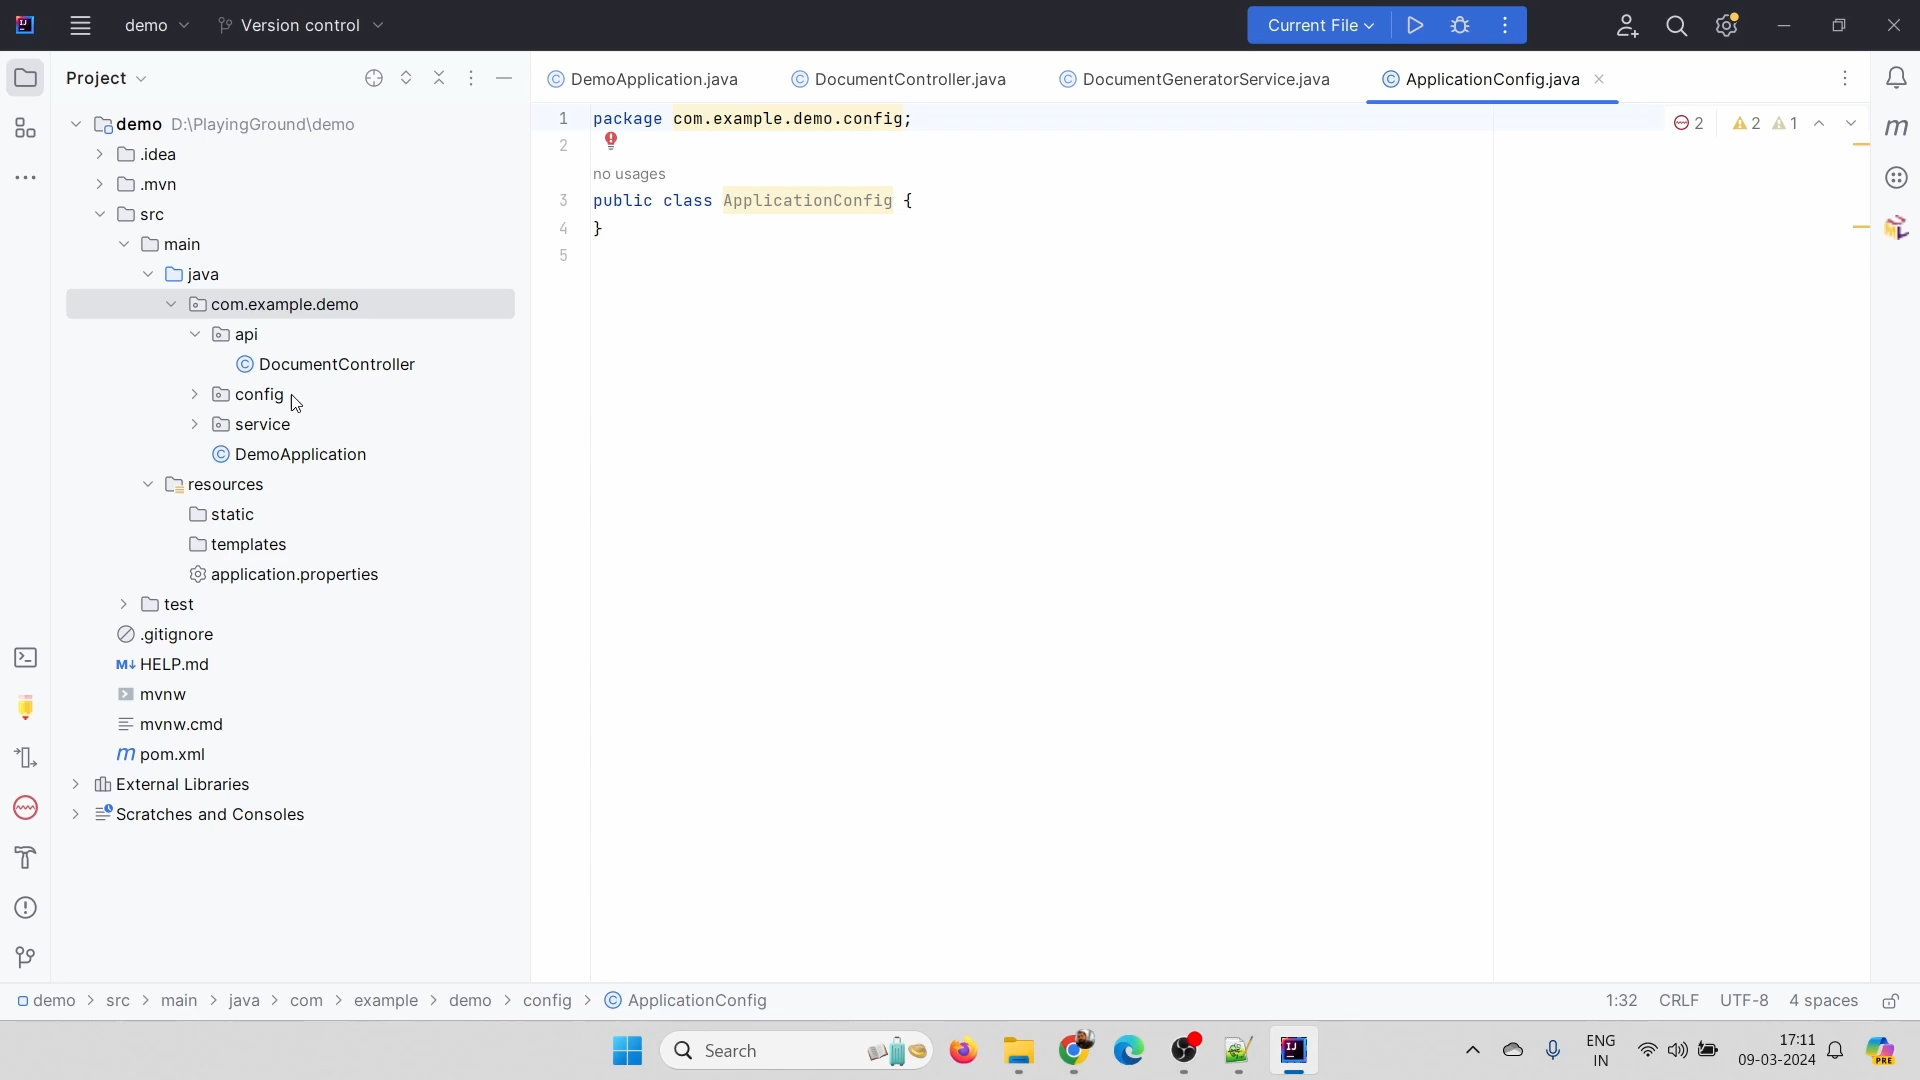 demo
Version control
Current File
Project
DemoApplication.java
DocumentController.java
DocumentGeneratorService.java
ApplicationConfig.java
demo D:\PlayingGround\demo
.idea
.mvn
src
main
java
com.example.demo
api
DocumentController
config
service
DemoApplication
resources
static
templates
application.properties
test
.gitignore
M↓ HELP.md
mvnw
mvnw.cmd
m pom.xml
External Libraries
Scratches and Consoles
1 package com.example.demo.config;
2
no usages
3 public class ApplicationConfig {
4 }
5
2 2 1
m
demo > src > main > java > com > example > demo > config > ApplicationConfig
1:32 CRLF UTF-8 4 spaces
Search
ENG
IN
17:11
09-03-2024
PRE